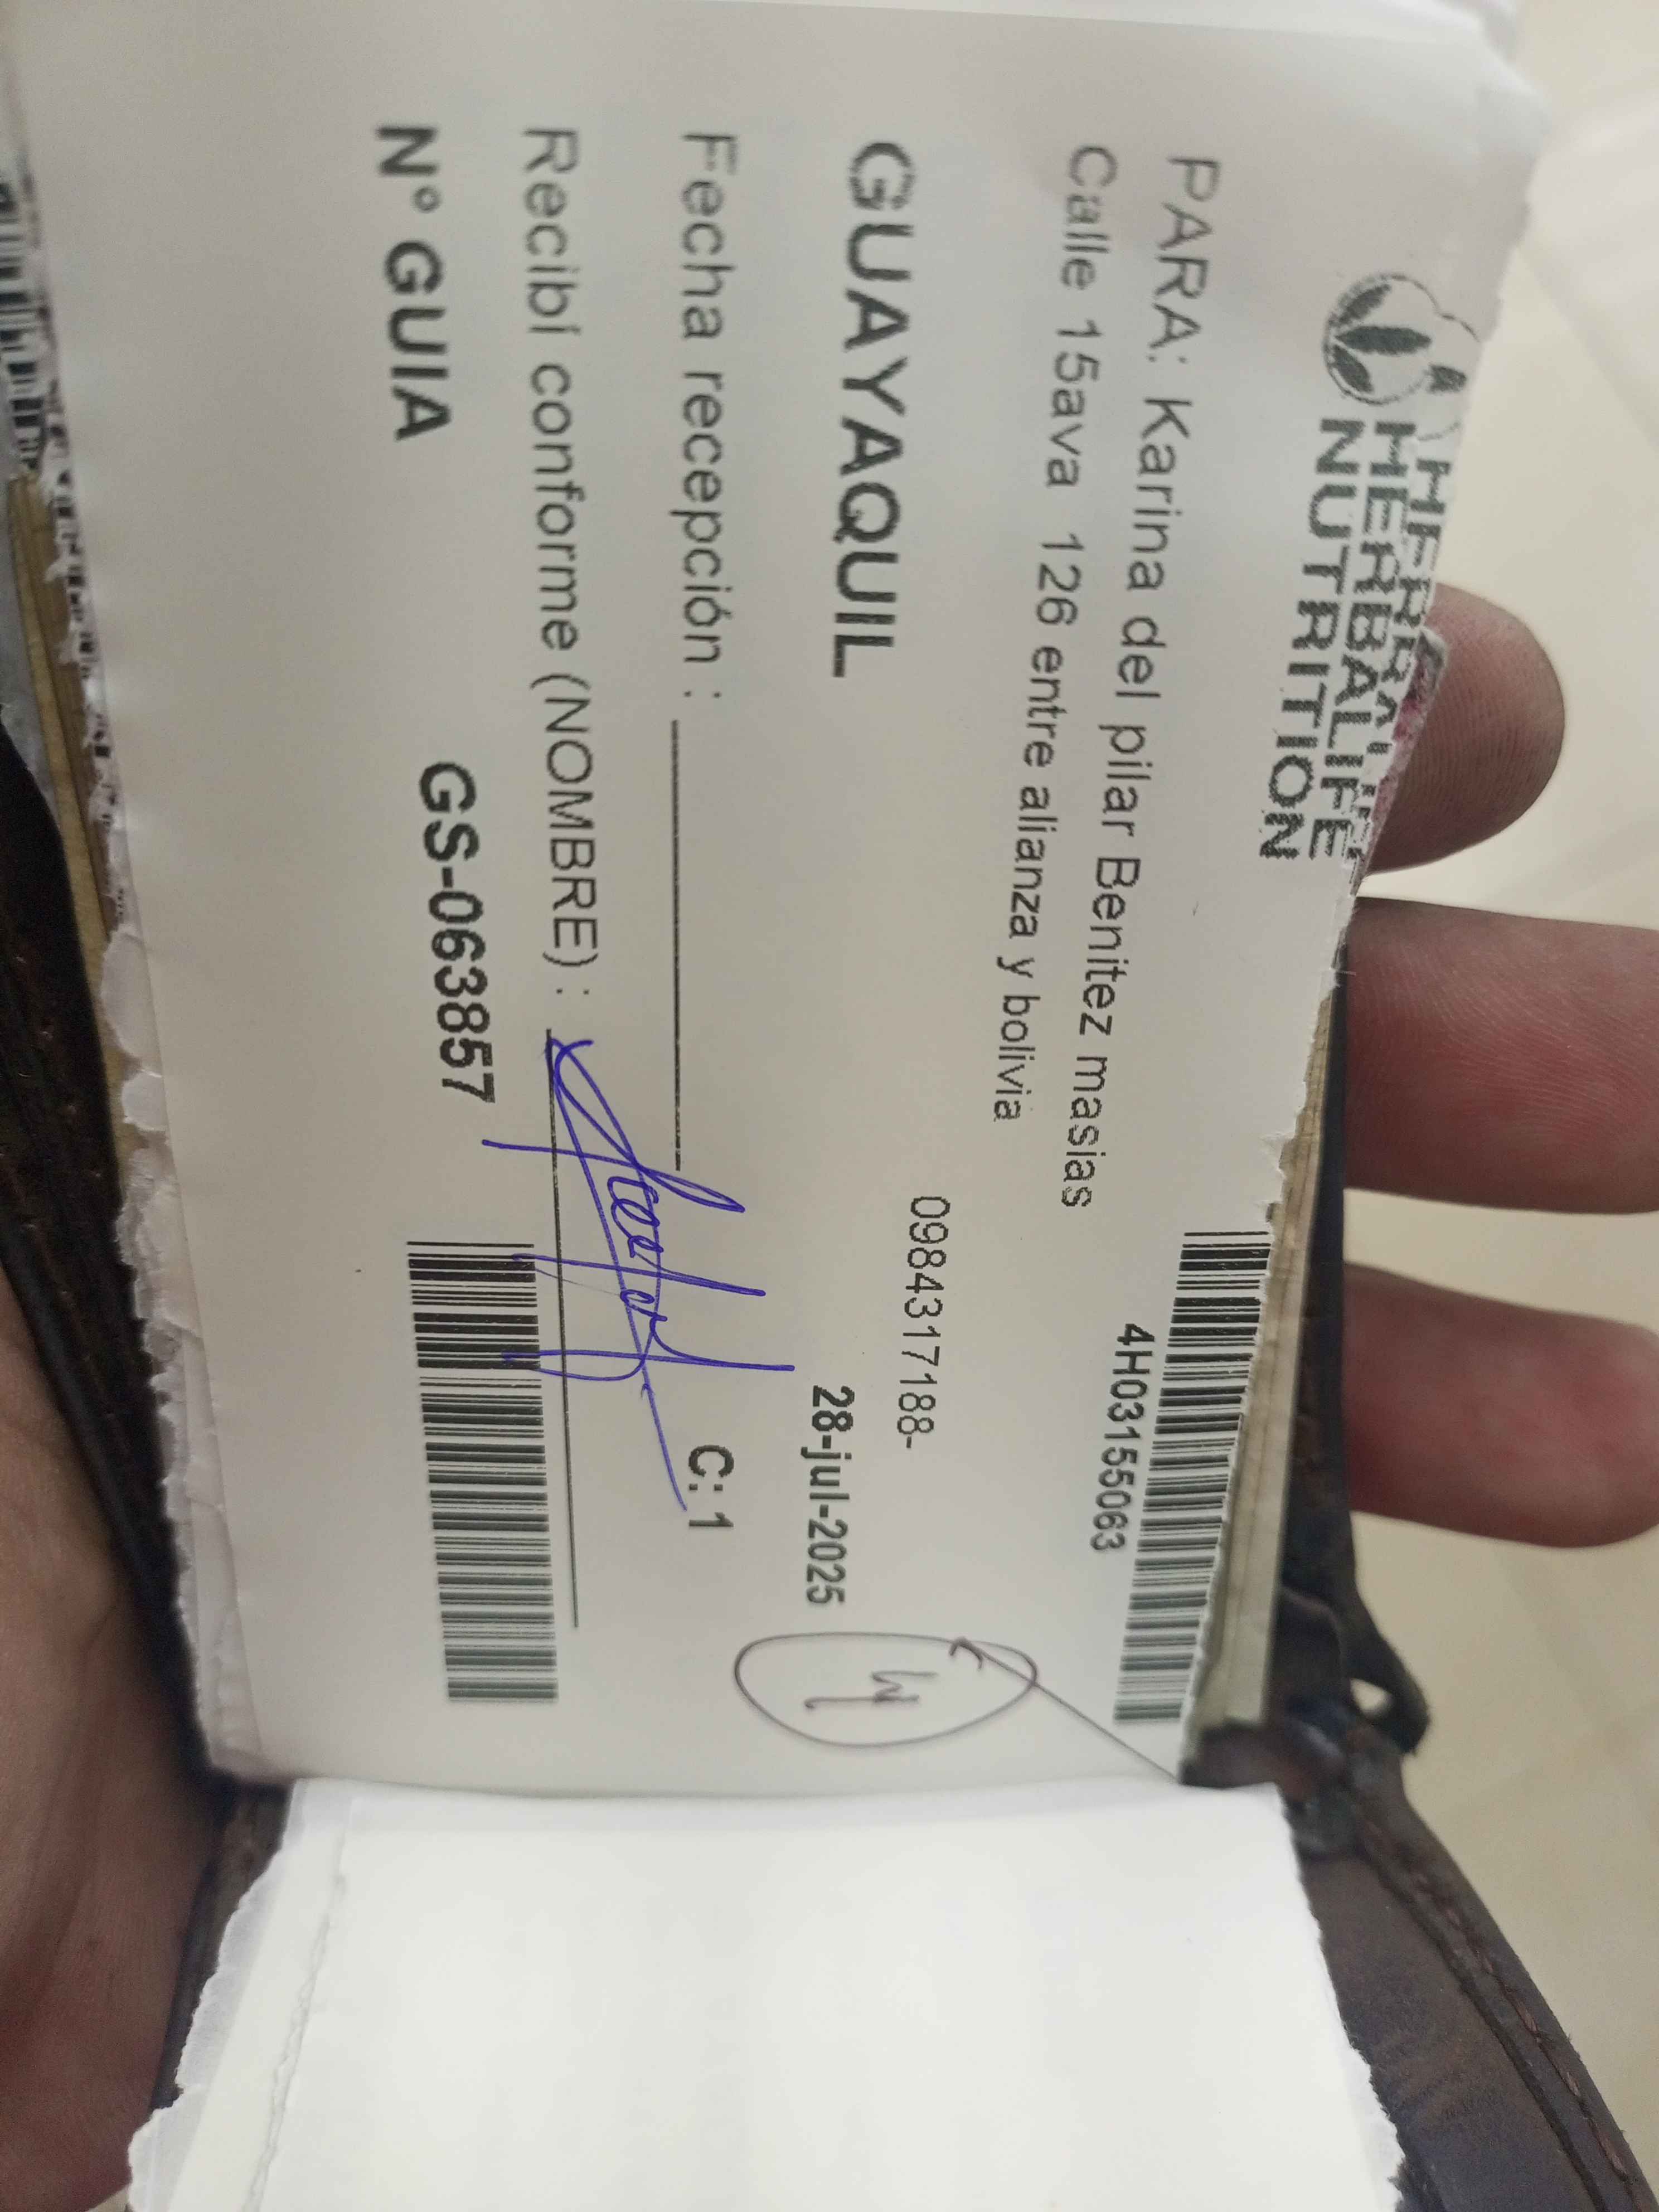 HERBALIFE
NUTRITION
4H03155063
PARA: Karina del pilar Benitez masias
Calle 15ava 126 entre alianza y bolivia
0984317188-
GUAYAQUIL
28-jul-2025
4
Fecha recepción :
C: 1
Recibí conforme (NOMBRE) :
N° GUIA
GS-063857